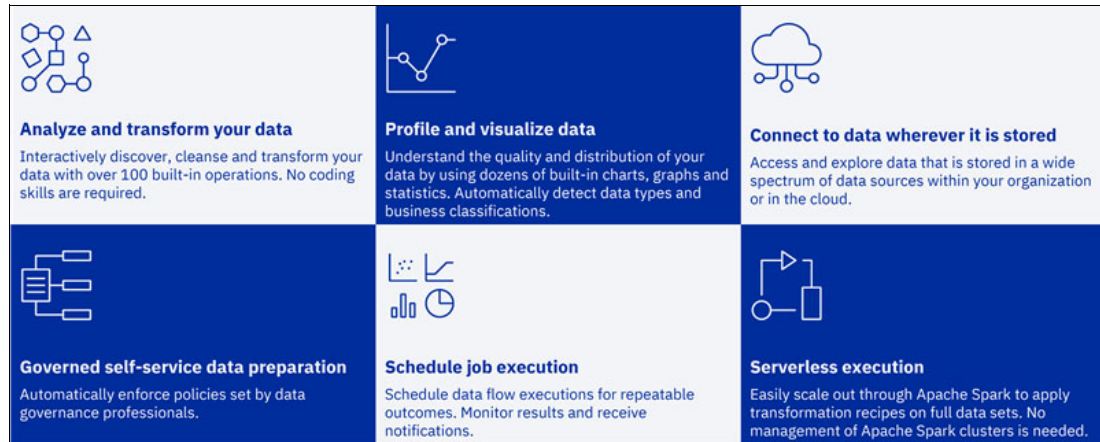 Analyze and transform your data
Interactively discover, cleanse and transform your
data with over 100 built-in operations. No coding
skills are required.
Profile and visualize data
Understand the quality and distribution of your
data by using dozens of built-in charts, graphs and
statistics. Automatically detect data types and
business classifications.
Connect to data wherever it is stored
Access and explore data that is stored in a wide
spectrum of data sources within your organization
or in the cloud.
Governed self-service data preparation
Automatically enforce policies set by data
governance professionals.
Schedule job execution
Schedule data flow executions for repeatable
outcomes. Monitor results and receive
notifications.
Serverless execution
Easily scale out through Apache Spark to apply
transformation recipes on full data sets. No
management of Apache Spark clusters is needed.